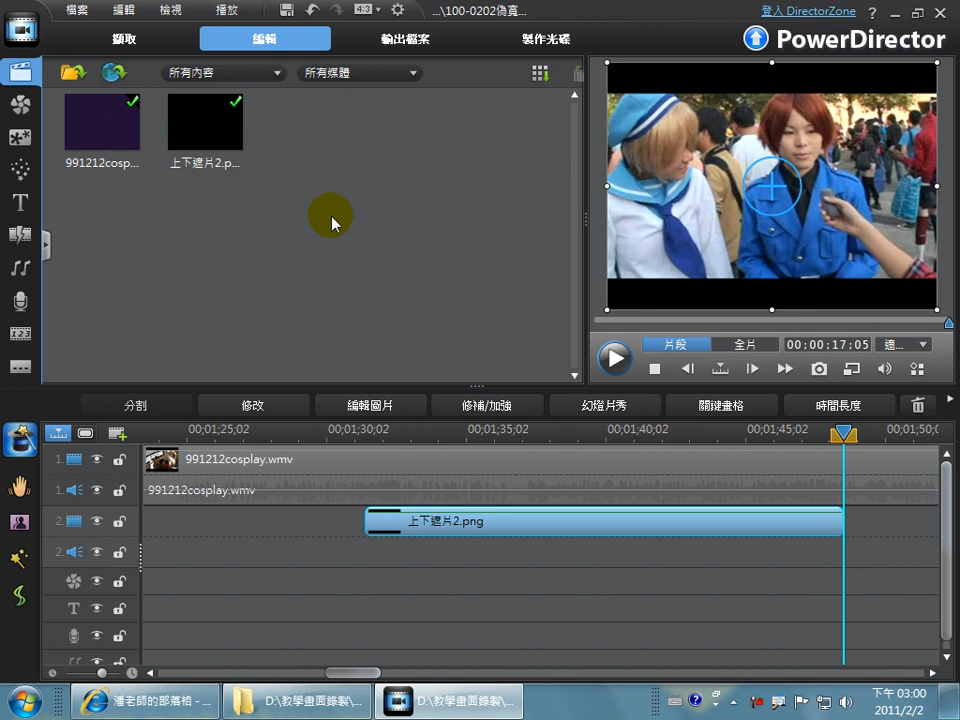 檔案 編輯 檢視 播放 4:3 ...\100-0202偽寬... 登入 DirectorZone ?
擷取 編輯 輸出檔案 製作光碟 PowerDirector
所有內容 所有媒體
991212cosp... 上下遮片2.p...
片段 全片 00;00;17;05 適...
分割 修改 編輯圖片 修補/加強 幻燈片秀 關鍵畫格 時間長度
00;01;25;02 00;01;30;02 00;01;35;02 00;01;40;02 00;01;45;02 00;01;50;0
1. 991212cosplay.wmv
1. 991212cosplay.wmv
2. 上下遮片2.png
2.
T
潘老師的部落格 - ... D:\教學畫面錄製\... D:\教學畫面錄製\... 下午 03:00
2011/2/2